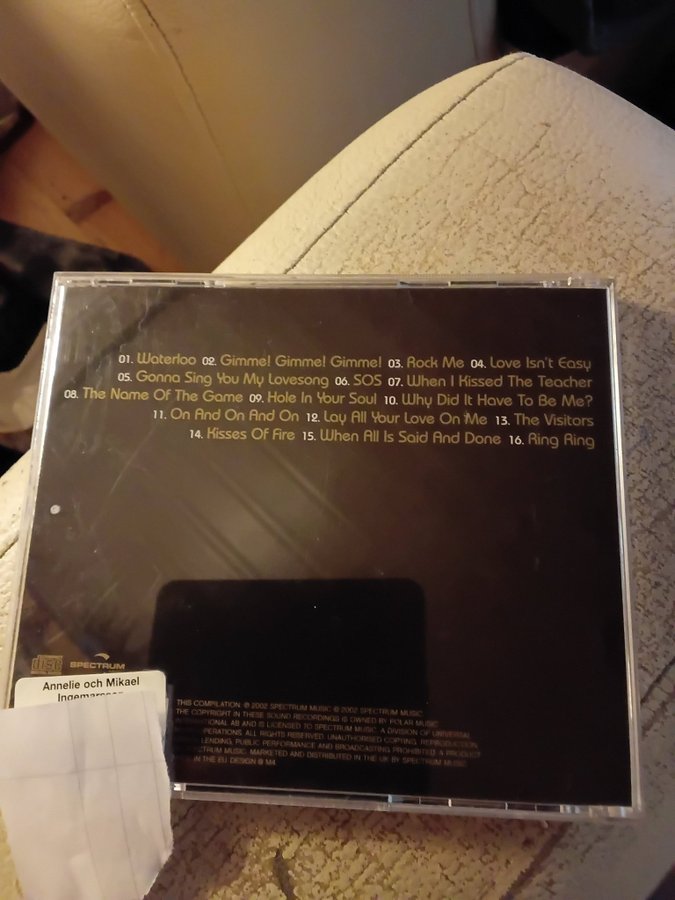 01. Waterloo 02. Gimme! Gimme! Gimme! 03. Rock Me 04. Love Isn't Easy
05. Gonna Sing You My Lovesong 06. SOS 07. When I Kissed The Teacher
08. The Name Of The Game 09. Hole In Your Soul 10. Why Did It Have To Be Me?
11. On And On And On 12. Lay All Your Love On Me 13. The Visitors
14. Kisses Of Fire 15. When All Is Said And Done 16. Ring Ring
disc SPECTRUM
Annelie och Mikael
THIS COMPILATION ℗ 2002 SPECTRUM MUSIC © 2002 SPECTRUM MUSIC
THE COPYRIGHT IN THESE SOUND RECORDINGS IS OWNED BY POLAR MUSIC
INTERNATIONAL AB AND IS LICENSED TO SPECTRUM MUSIC. A DIVISION OF UNIVERSAL
OPERATIONS. ALL RIGHTS RESERVED. UNAUTHORISED COPYING, REPRODUCTION,
LENDING, PUBLIC PERFORMANCE AND BROADCASTING PROHIBITED. A PRODUCT
SPECTRUM MUSIC. MARKETED AND DISTRIBUTED IN THE UK BY SPECTRUM MUSIC
IN THE EU. DESIGN @ M4